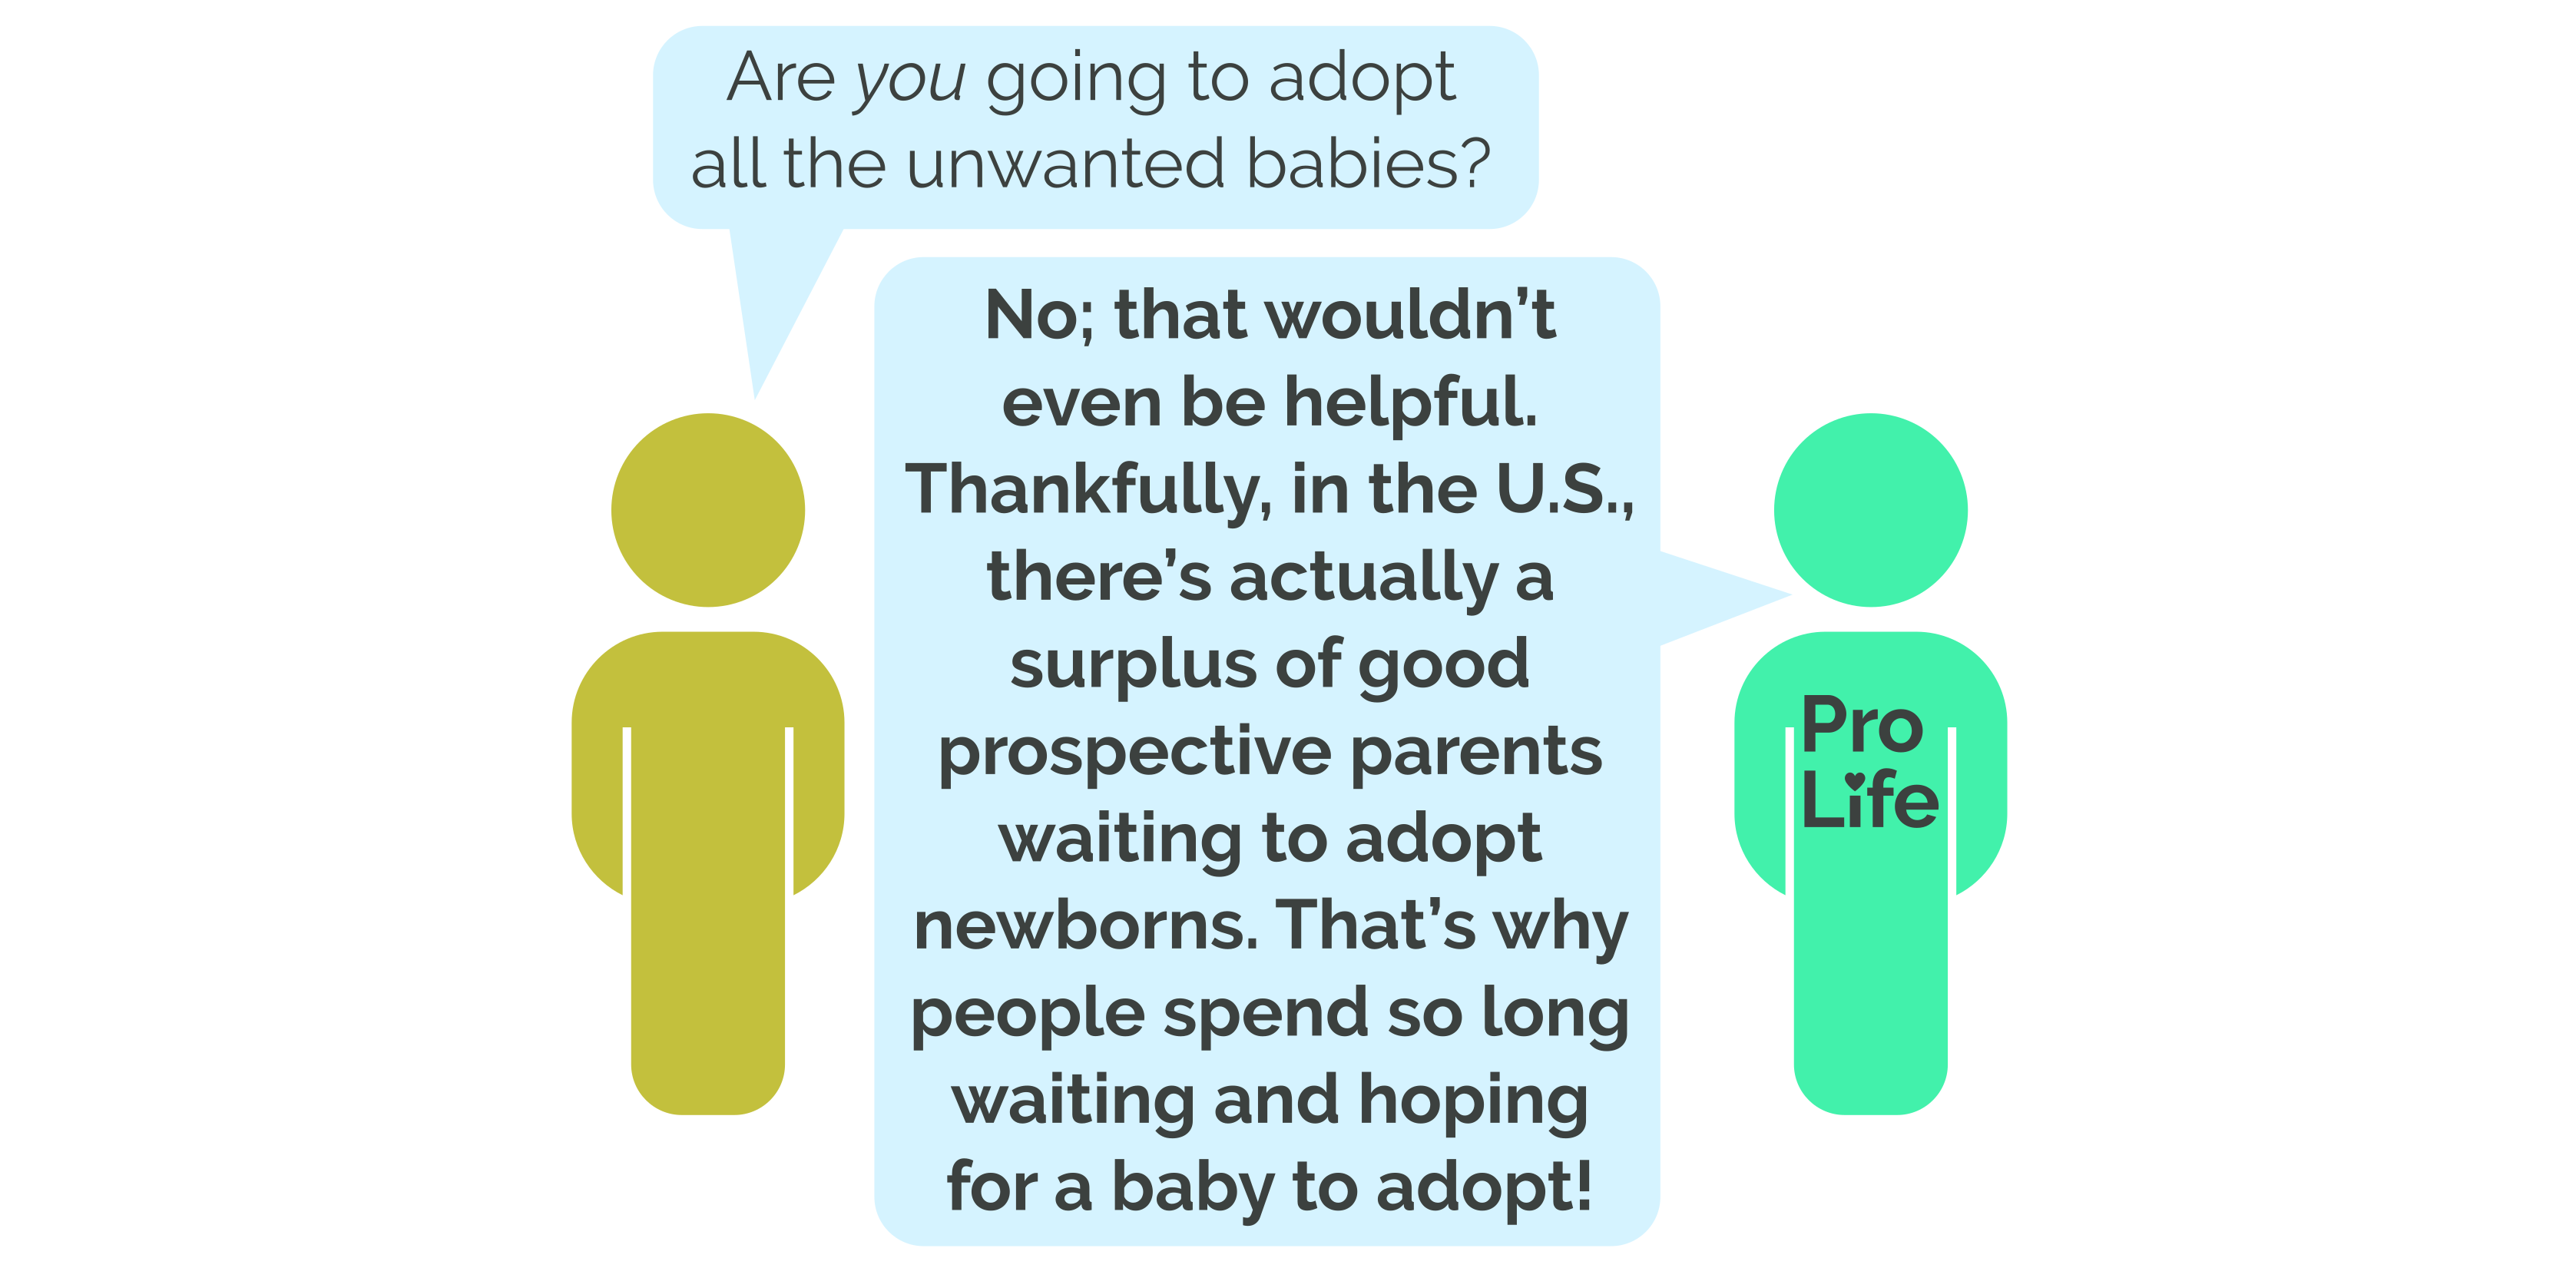 Are you going to adopt
all the unwanted babies?
No; that wouldn’t
even be helpful.
Thankfully, in the U.S.,
there’s actually a
surplus of good
prospective parents
waiting to adopt
newborns. That’s why
people spend so long
waiting and hoping
for a baby to adopt!
Pro
Life